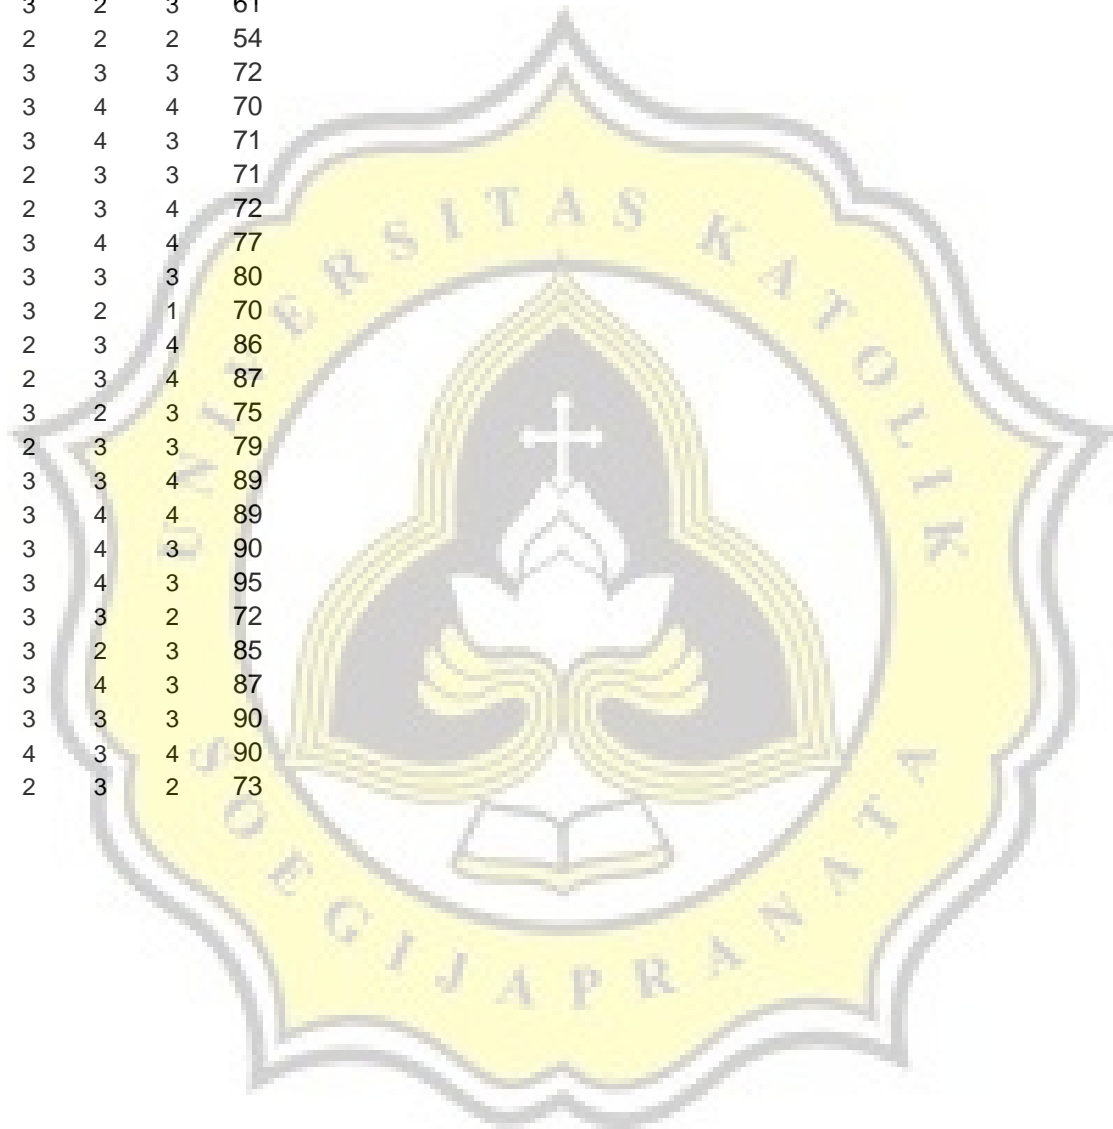 3 2 3 61
2 2 2 54
3 3 3 72
3 4 4 70
3 4 3 71
2 3 3 71
2 3 4 72
3 4 4 77
3 3 3 80
3 2 1 70
2 3 4 86
2 3 4 87
3 2 3 75
2 3 3 79
3 3 4 89
3 4 4 89
3 4 3 90
3 4 3 95
3 3 2 72
3 2 3 85
3 4 3 87
3 3 3 90
4 3 4 90
2 3 2 73
UNIVERSITAS KATOLIK
SOEGIJAPRANATA